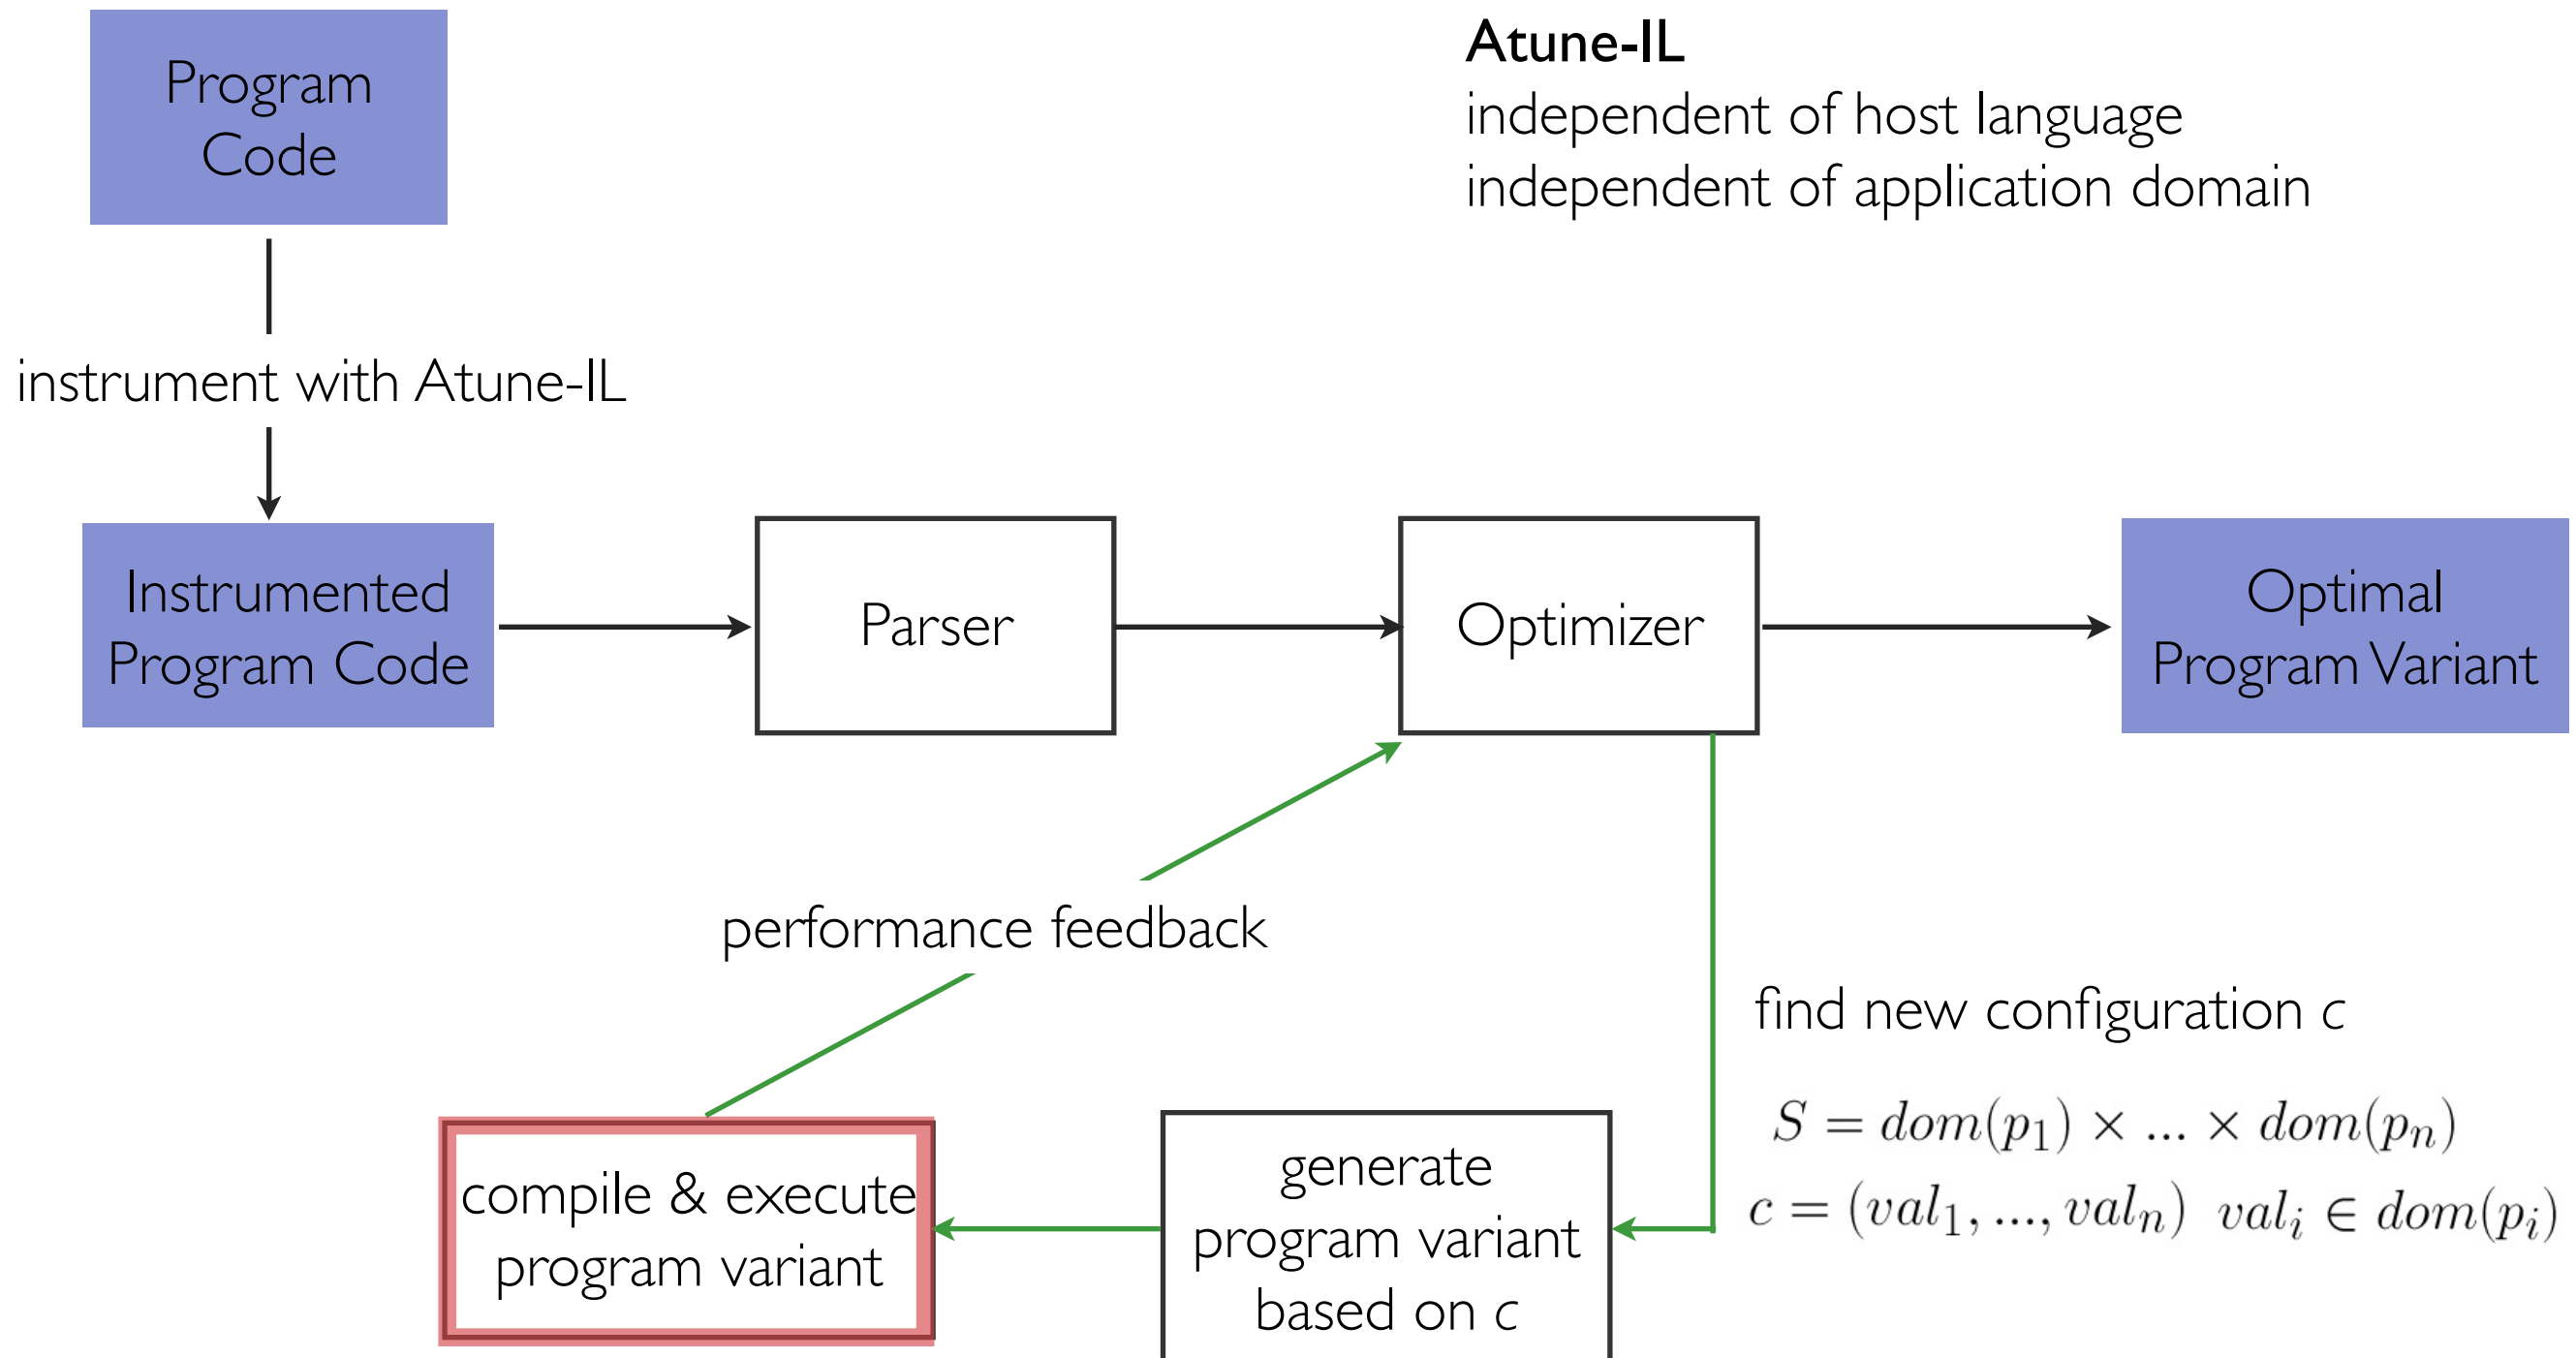 Program
Code
Atune-IL
independent of host language
independent of application domain
instrument with Atune-IL
Instrumented
Program Code
Parser
Optimizer
Optimal
Program Variant
performance feedback
find new configuration c
S = dom(p₁) × ... × dom(pₙ)
c = (val₁, ..., valₙ) valᵢ ∈ dom(pᵢ)
compile & execute
program variant
generate
program variant
based on c